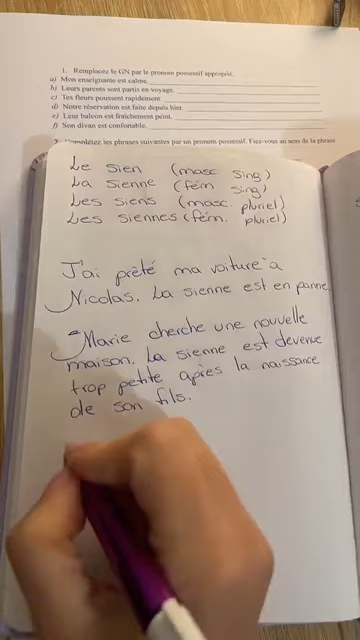 1. Remplacez le GN par le pronom possessif approprié.
a) Mon enseignante est calme.
b) Leurs parents sont partis en voyage.
c) Tes fleurs poussent rapidement.
d) Notre réservation est faite depuis hier.
e) Leur balcon est fraîchement peint.
f) Son divan est confortable.
complétez les phrases suivantes par un pronom possessif. Fiez-vous au sens de la phrase
Le sien (masc. sing)
La sienne (fém. sing)
Les siens (masc. pluriel)
Les siennes (fém. pluriel)
J'ai prêté ma voiture à
Nicolas. La sienne est en panne
Marie cherche une nouvelle
maison. La sienne est devenue
trop petite après la naissance
de son fils.